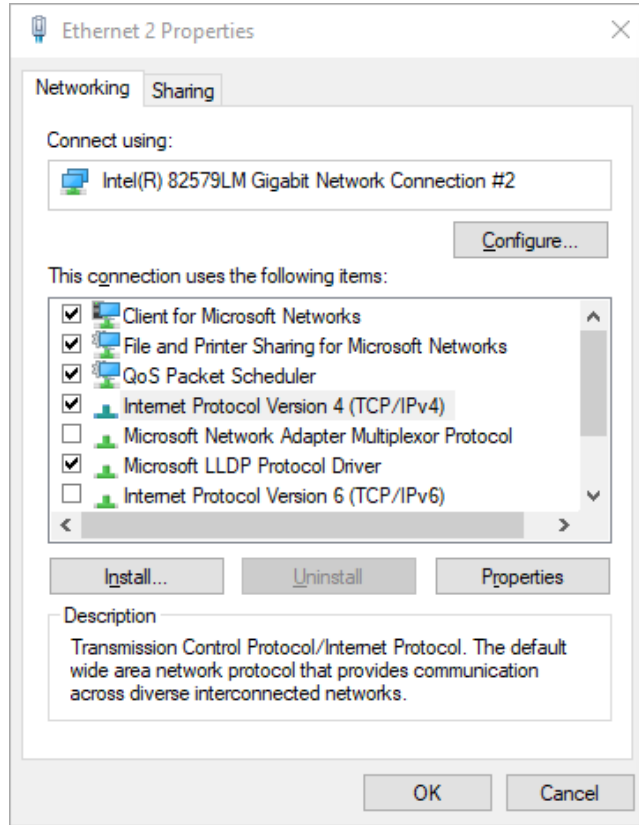 Ethernet 2 Properties
Networking
Sharing
Connect using:
Intel(R) 82579LM Gigabit Network Connection #2
Configure...
This connection uses the following items:
Client for Microsoft Networks
File and Printer Sharing for Microsoft Networks
QoS Packet Scheduler
Internet Protocol Version 4 (TCP/IPv4)
Microsoft Network Adapter Multiplexor Protocol
Microsoft LLDP Protocol Driver
Internet Protocol Version 6 (TCP/IPv6)
Install...
Uninstall
Properties
Description
Transmission Control Protocol/Internet Protocol. The default
wide area network protocol that provides communication
across diverse interconnected networks.
OK
Cancel